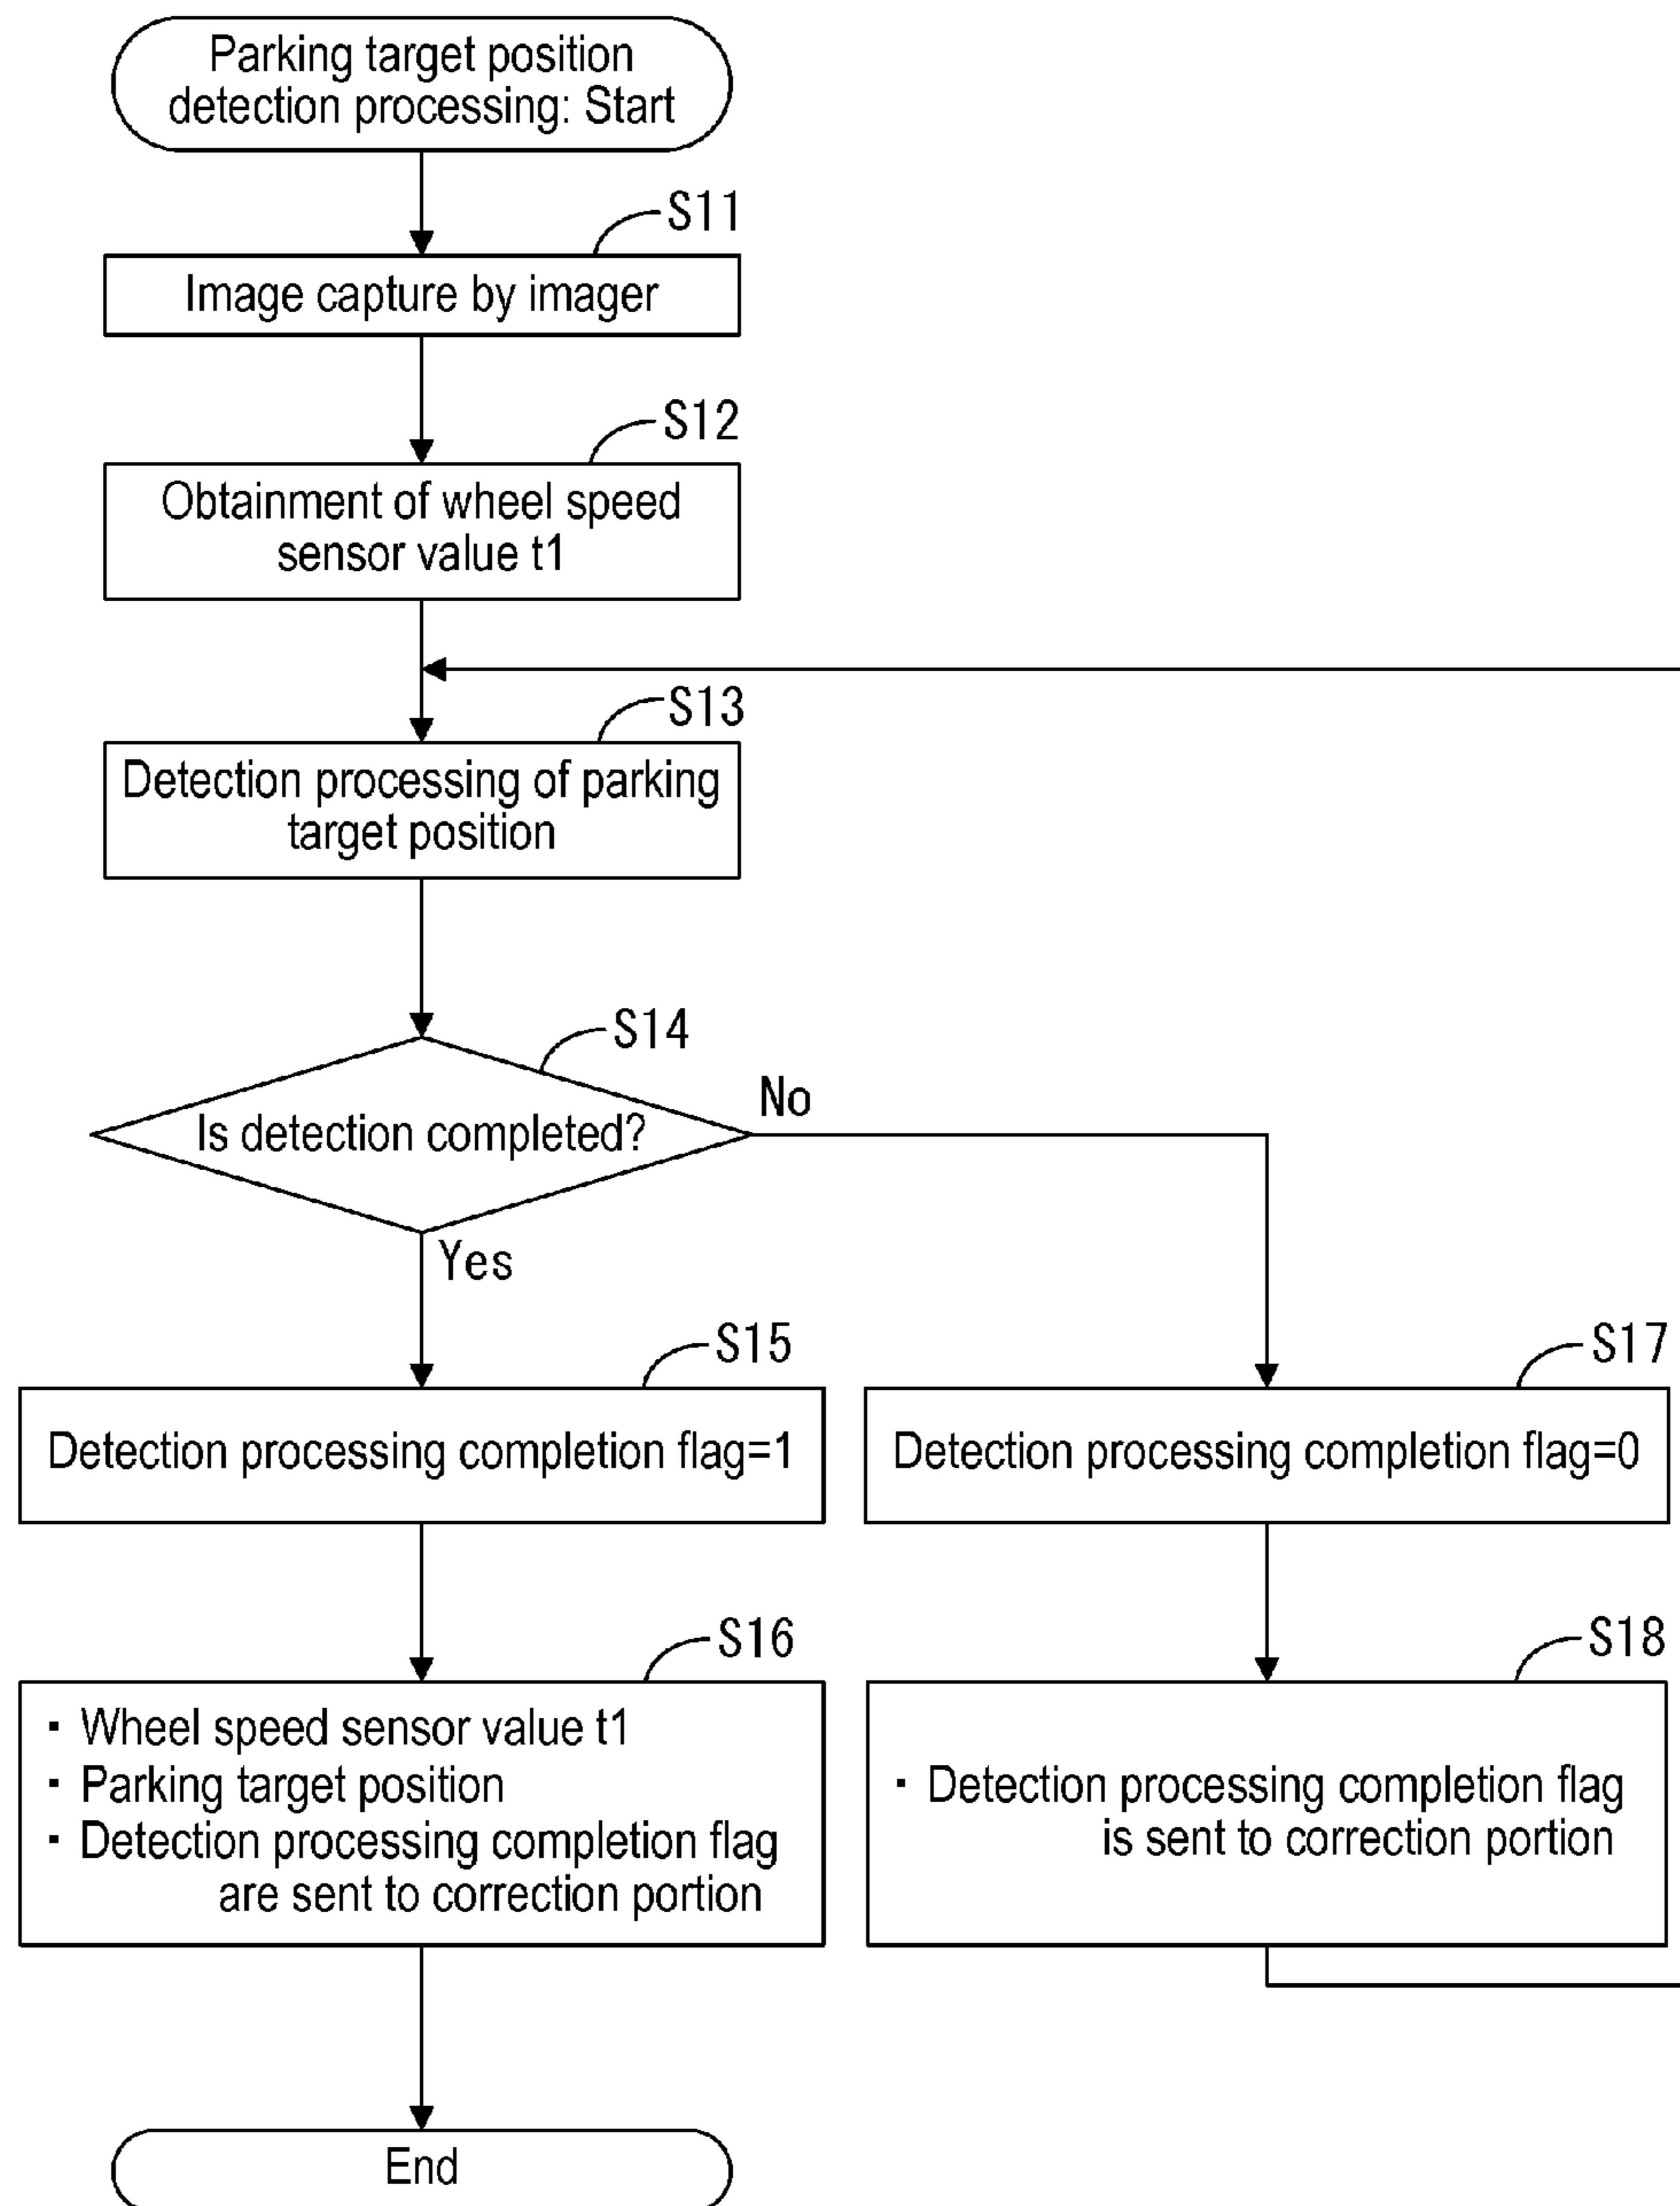 Parking target position
detection processing: Start
S11
Image capture by imager
S12
Obtainment of wheel speed
sensor value t1
S13
Detection processing of parking
target position
S14
Is detection completed?
No
Yes
S15
Detection processing completion flag=1
S17
Detection processing completion flag=0
S16
・ Wheel speed sensor value t1
・ Parking target position
・ Detection processing completion flag
are sent to correction portion
S18
・ Detection processing completion flag
is sent to correction portion
End